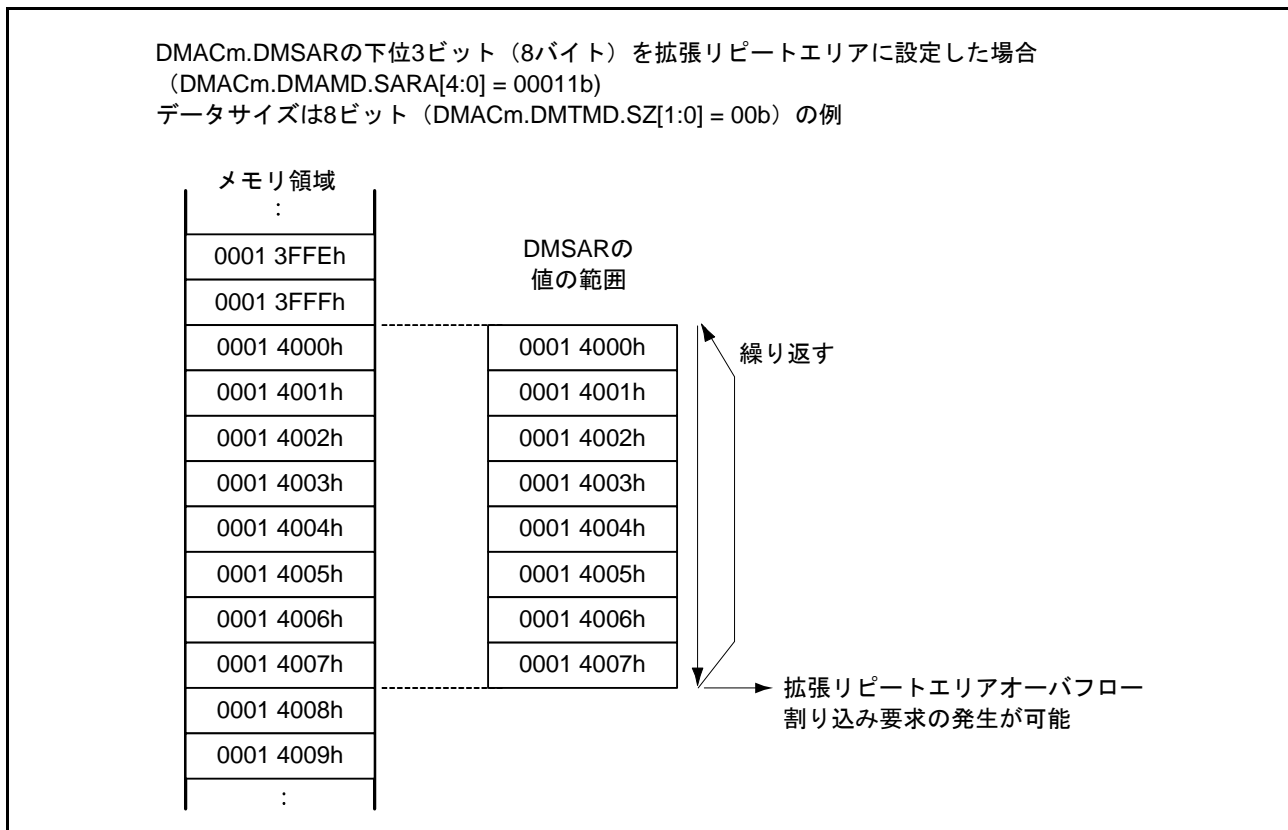 DMACm.DMSARの下位3ビット（8バイト）を拡張リピートエリアに設定した場合
（DMACm.DMAMD.SARA[4:0] = 00011b)
データサイズは8ビット（DMACm.DMTMD.SZ[1:0] = 00b）の例
メモリ領域
:
0001 3FFEh
0001 3FFFh
0001 4000h
0001 4001h
0001 4002h
0001 4003h
0001 4004h
0001 4005h
0001 4006h
0001 4007h
0001 4008h
0001 4009h
:
DMSARの
値の範囲
0001 4000h
0001 4001h
0001 4002h
0001 4003h
0001 4004h
0001 4005h
0001 4006h
0001 4007h
繰り返す
拡張リピートエリアオーバフロー
割り込み要求の発生が可能